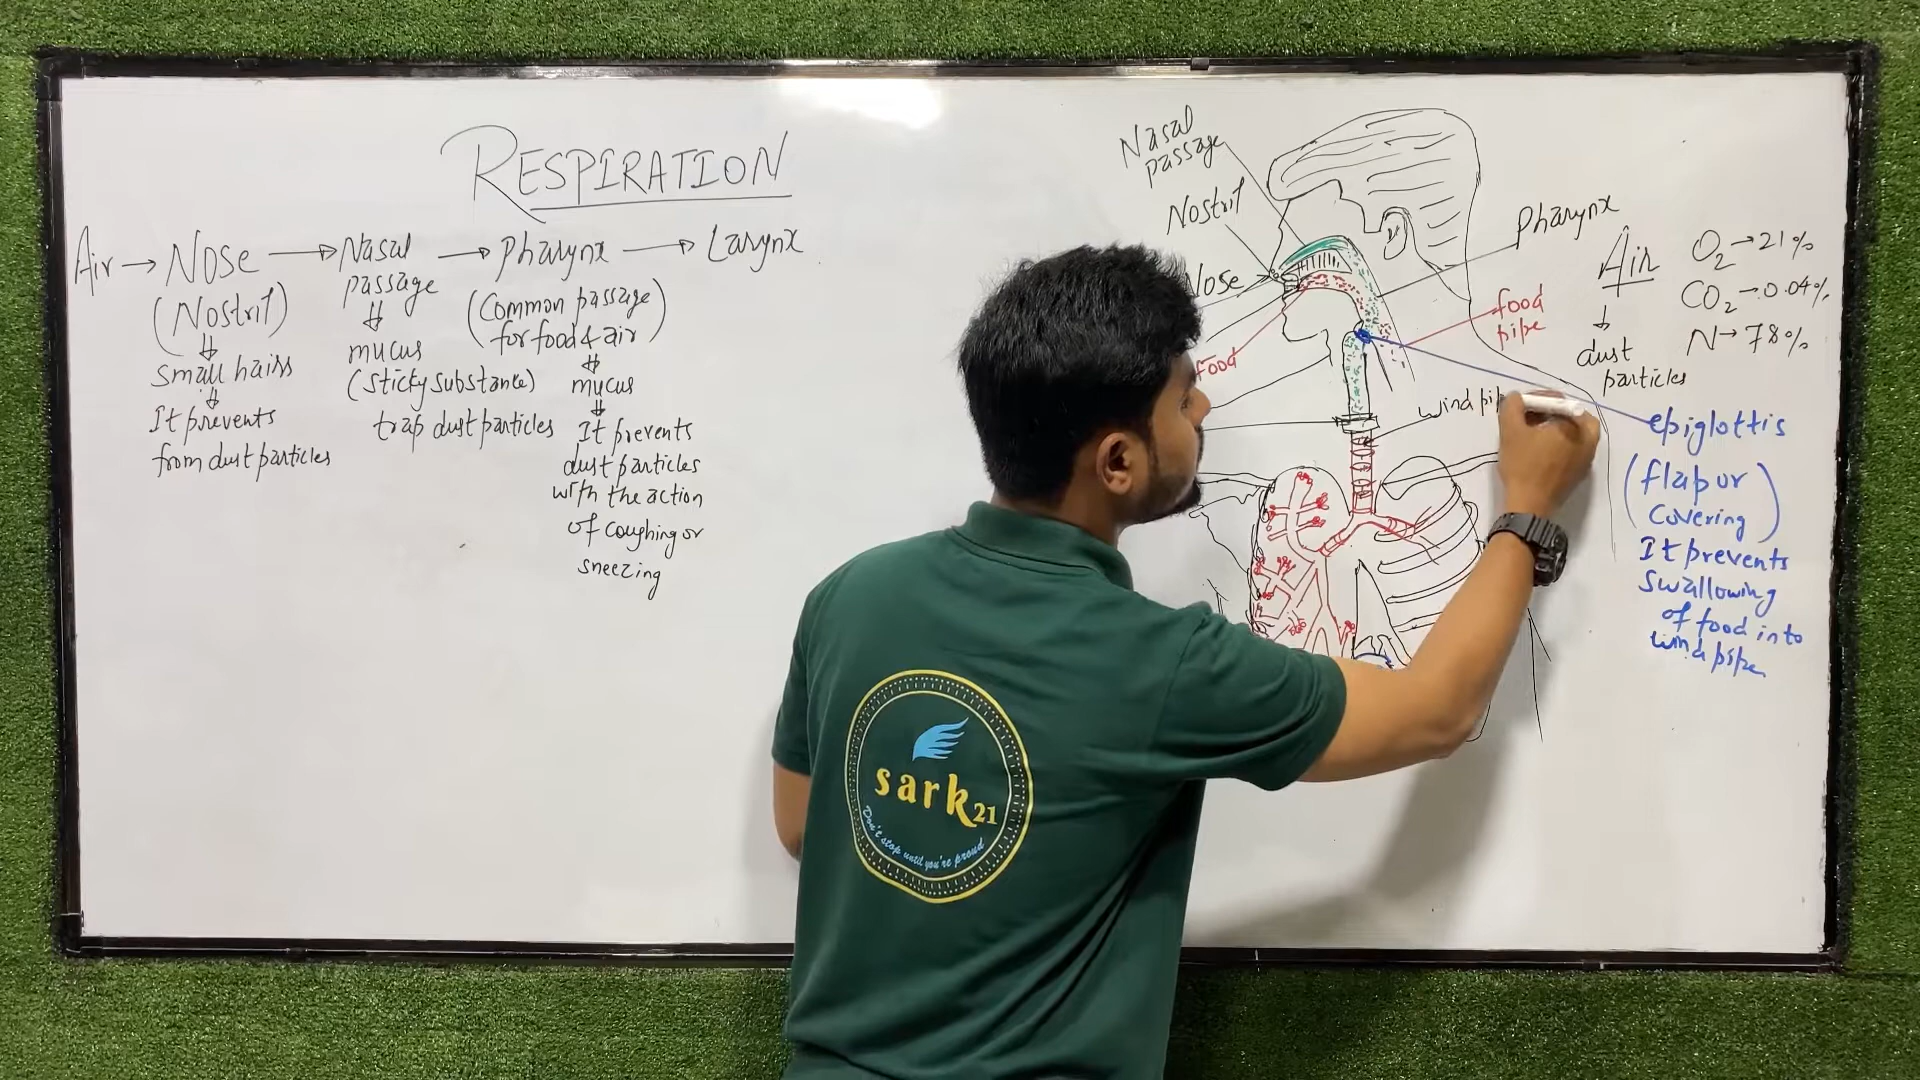 RESPIRATION
Air → Nose → Nasal passage → Pharynx → Larynx
(Nostril)
↓
small hairs
↓
It prevents
from dust particles
↓
mucus
(sticky substance)
trap dust particles
(Common passage
for food & air)
↓
mucus
↓
It prevents
dust particles
with the action
of coughing or
sneezing
Nasal
passage
Nostril
Nose
food
Pharynx
food
pipe
wind pip
Air
↓
dust
particles
O2 → 21%
CO2 → 0.04%
N → 78%
epiglottis
(flap or
covering)
It prevents
swallowing
of food into
wind pipe
sark21
Don't stop until you're proud